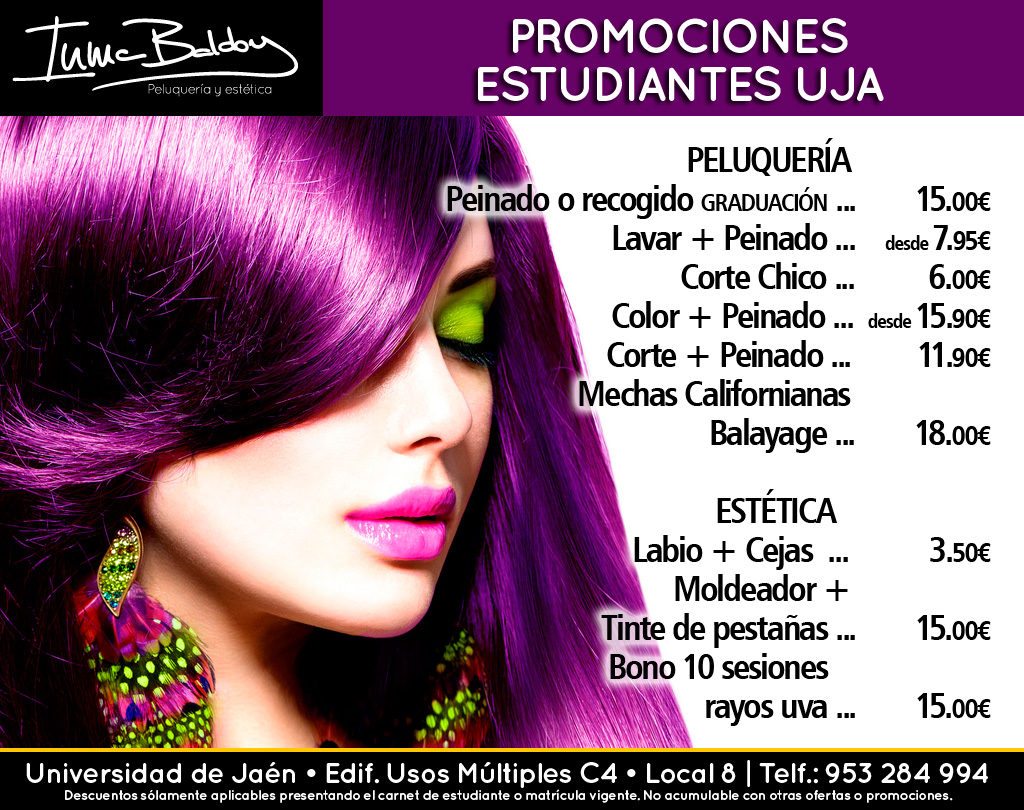 Inma Baldoy
Peluquería y estética
PROMOCIONES
ESTUDIANTES UJA
PELUQUERÍA
Peinado o recogido GRADUACIÓN ... 15.00€
Lavar + Peinado ... desde 7.95€
Corte Chico ... 6.00€
Color + Peinado ... desde 15.90€
Corte + Peinado ... 11.90€
Mechas Californianas
Balayage ... 18.00€
ESTÉTICA
Labio + Cejas ... 3.50€
Moldeador +
Tinte de pestañas ... 15.00€
Bono 10 sesiones
rayos uva ... 15.00€
Universidad de Jaén • Edif. Usos Múltiples C4 • Local 8 | Telf.: 953 284 994
Descuentos sólamente aplicables presentando el carnet de estudiante o matrícula vigente. No acumulable con otras ofertas o promociones.